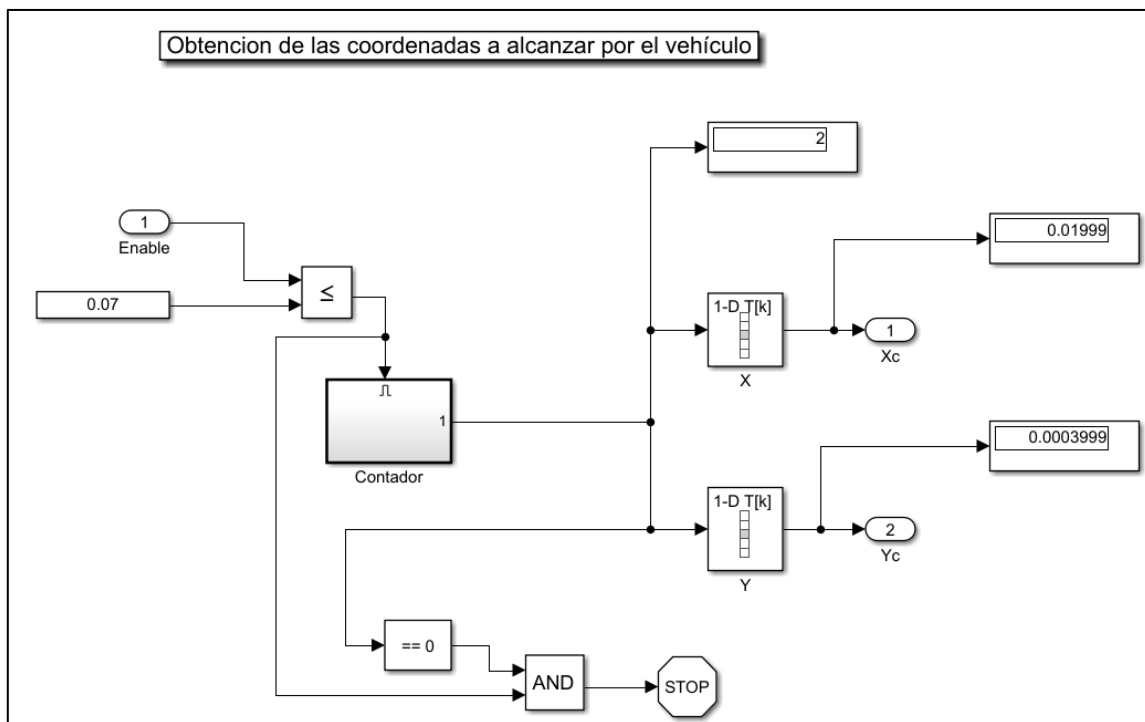 Obtencion de las coordenadas a alcanzar por el vehículo
2
1
Enable
0.01999
0.07
≤
1-D T[k]
X
1
Xc
1
Contador
0.0003999
1-D T[k]
Y
2
Yc
== 0
AND
STOP